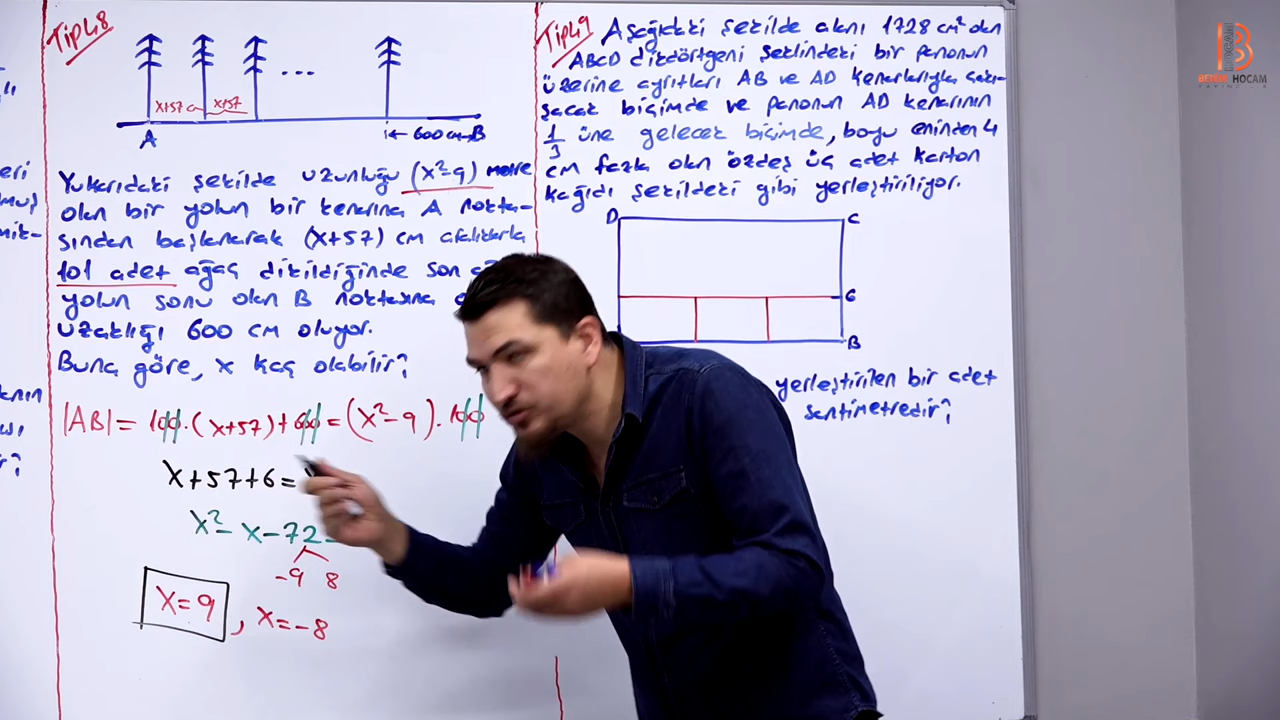 Tip48
x+57 cm x+57
...
600 cm
A B
Yukarıdaki şekilde uzunluğu (x²-9) metre
olan bir yolun bir kenarına A nokta-
sından başlanarak (x+57) cm aralıklarla
101 adet ağaç dikildiğinde son
yolun sonu olan B noktasına
uzaklığı 600 cm oluyor.
Buna göre, x kaç olabilir?
|AB| = 100.(x+57)+600=(x²-9).100
x+57+6=
x²-x-72
-9 8
x=9, x=-8
Tip49
Aşağıdaki şekilde alanı 1728 cm² olan
ABCD dikdörtgeni şeklindeki bir panonun
üzerine ayrıtları AB ve AD kenarlarıyla çakı-
şacak biçimde ve panonun AD kenarının
1/3 üne gelecek biçimde, boyu eninden 4
cm fazla olan özdeş üç adet karton
kağıdı şekildeki gibi yerleştiriliyor.
D C
B
yerleştirilen bir adet
santimetredir?
B
HOCAM
BENİM HOCAM
YAYINLARI